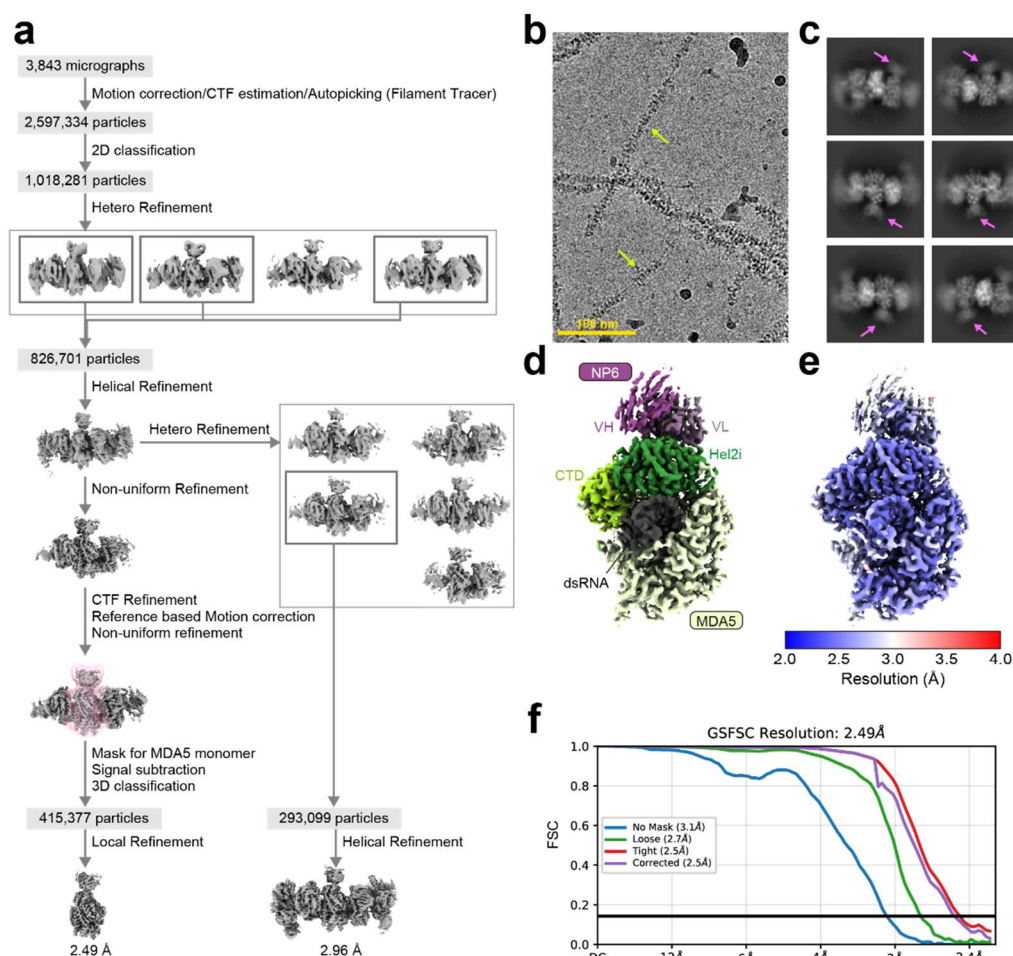 a
3,843 micrographs
Motion correction/CTF estimation/Autopicking (Filament Tracer)
2,597,334 particles
2D classification
1,018,281 particles
Hetero Refinement
826,701 particles
Helical Refinement
Hetero Refinement
Non-uniform Refinement
CTF Refinement
Reference based Motion correction
Non-uniform refinement
Mask for MDA5 monomer
Signal subtraction
3D classification
415,377 particles
293,099 particles
Local Refinement
Helical Refinement
2.49 Å
2.96 Å
b
100 nm
c
d
NP6
VH
VL
Hel2i
CTD
dsRNA
MDA5
e
2.0
2.5
3.0
3.5
4.0
Resolution (Å)
f
GSFSC Resolution: 2.49Å
FSC
1.0
0.8
0.6
0.4
0.2
0.0
No Mask (3.1Å)
Loose (2.7Å)
Tight (2.5Å)
Corrected (2.5Å)